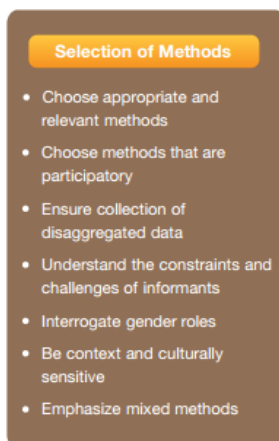 Selection of Methods
• Choose appropriate and
relevant methods
• Choose methods that are
participatory
• Ensure collection of
disaggregated data
• Understand the constraints and
challenges of informants
• Interrogate gender roles
• Be context and culturally
sensitive
• Emphasize mixed methods